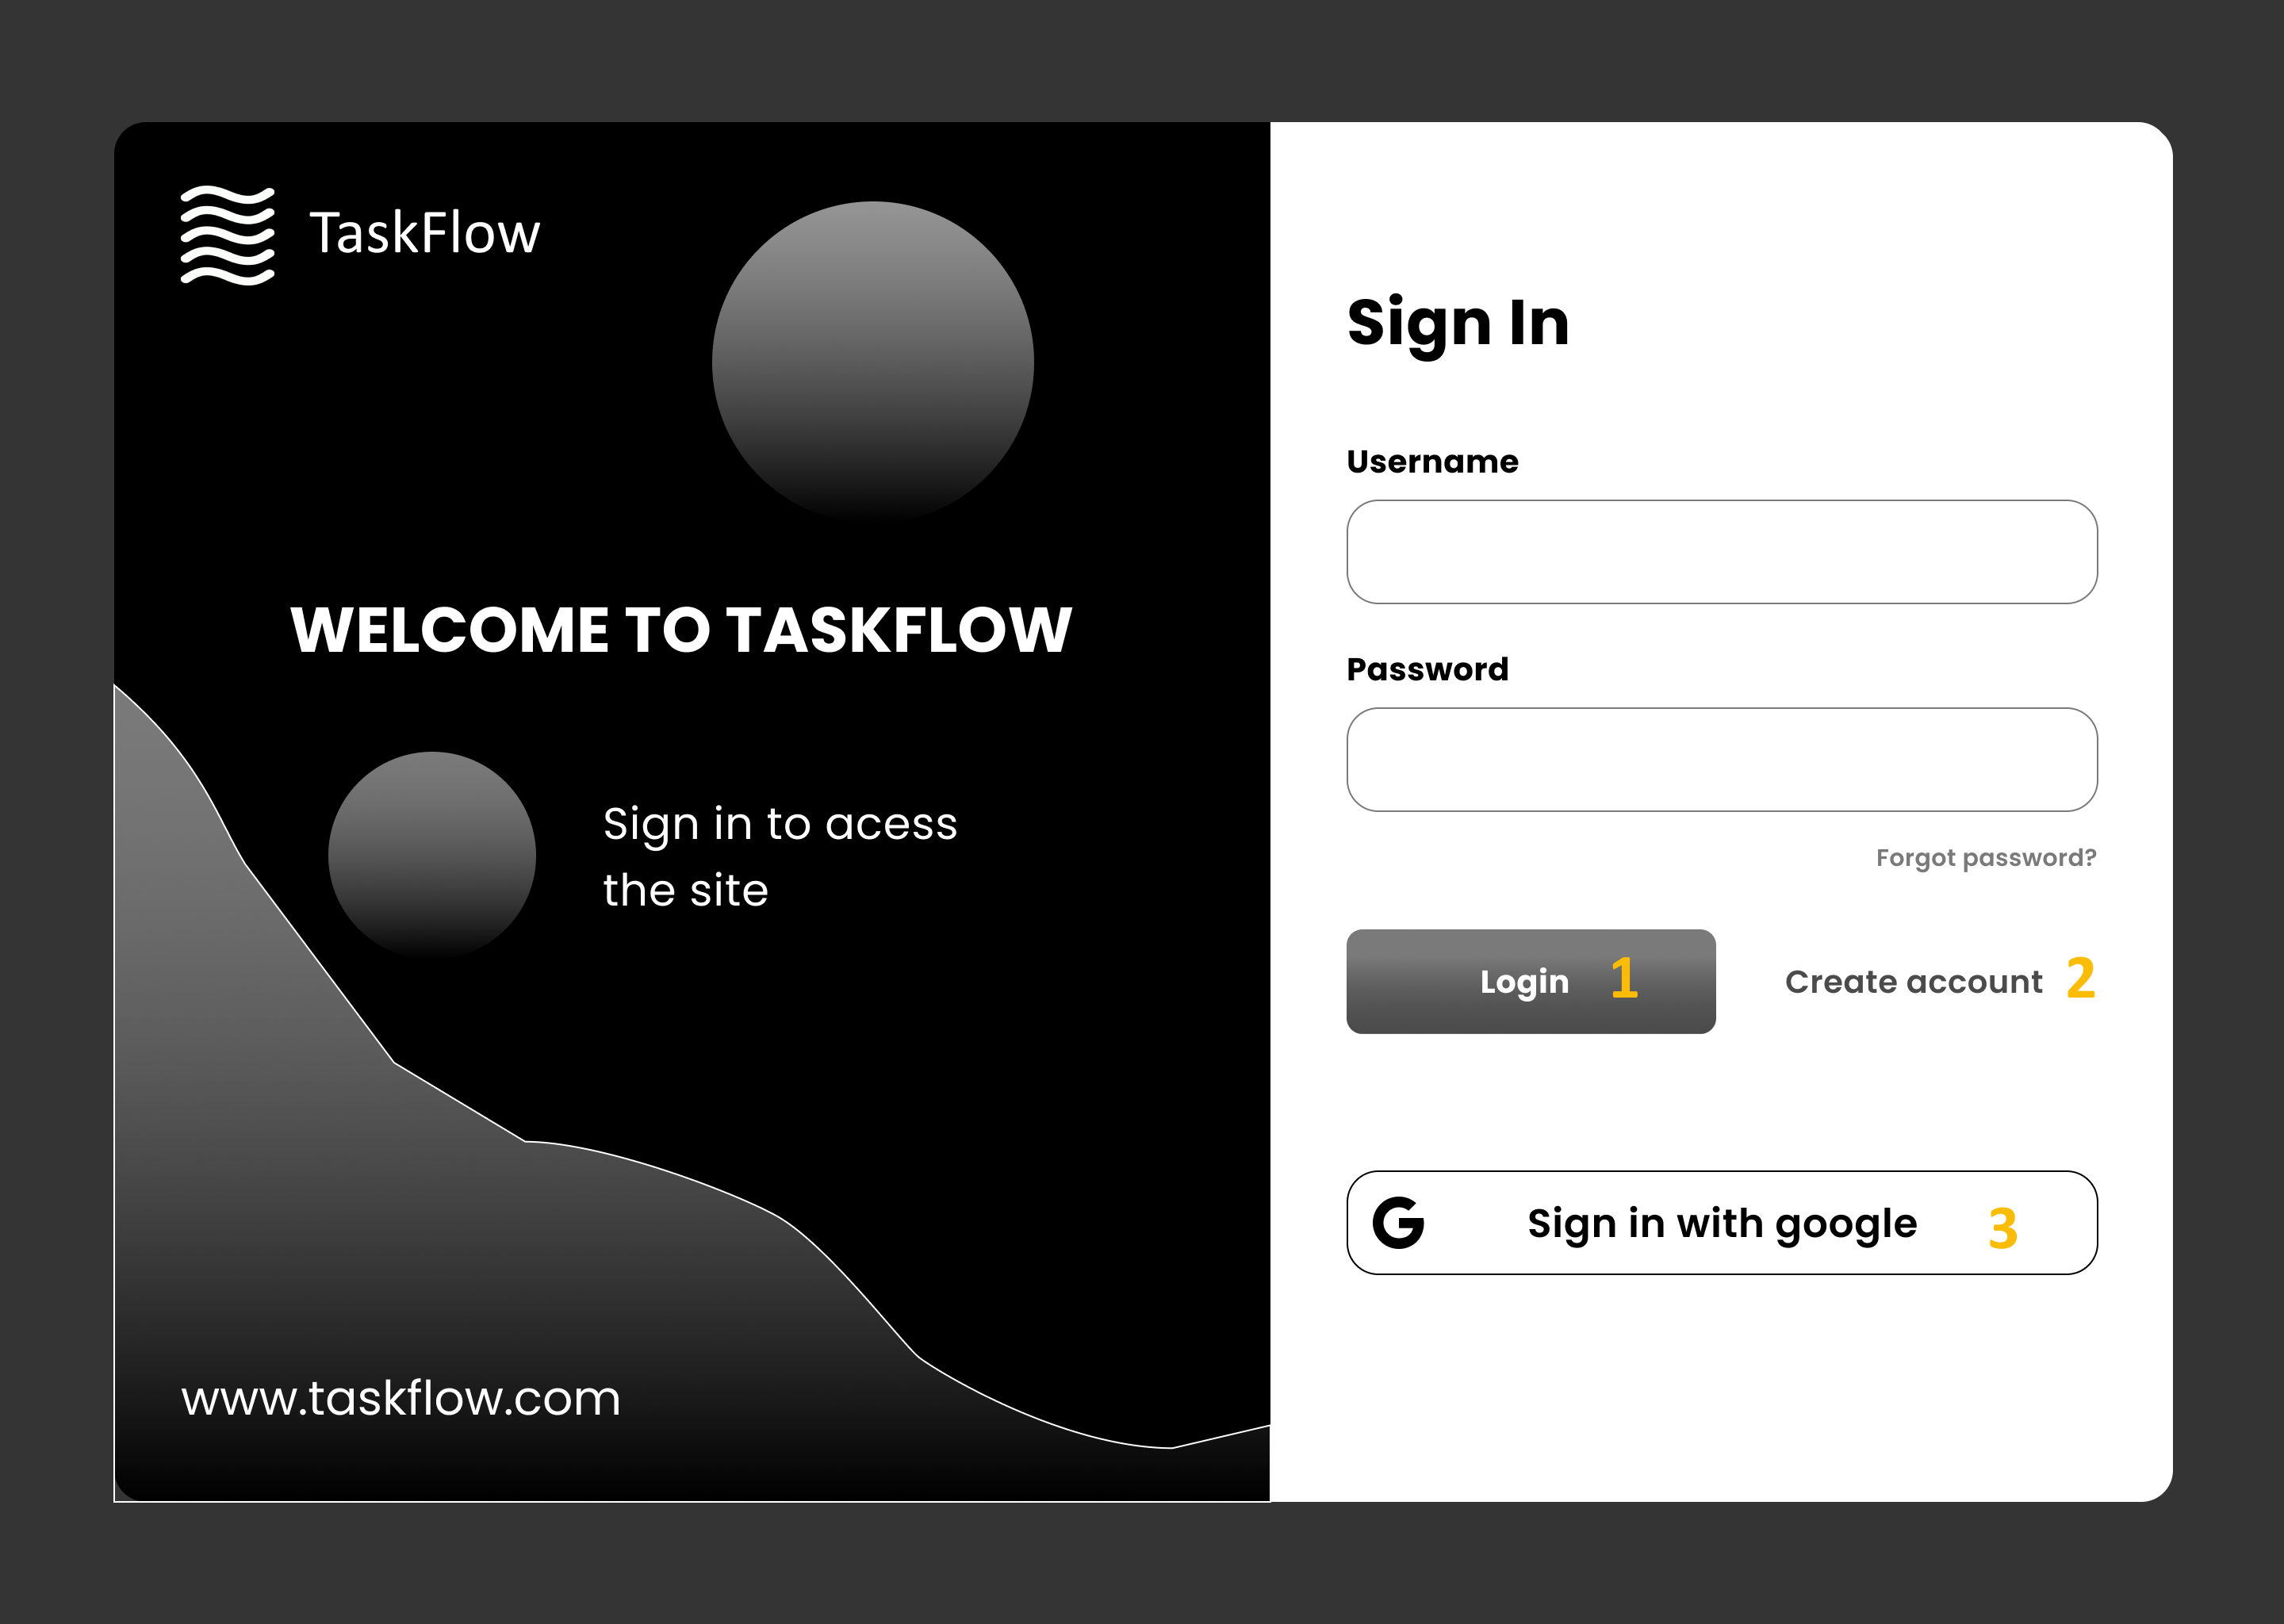 TaskFlow
WELCOME TO TASKFLOW
Sign in to acess
the site
www.taskflow.com
Sign In
Username
Password
Forgot password?
Login 1
Create account 2
G Sign in with google 3